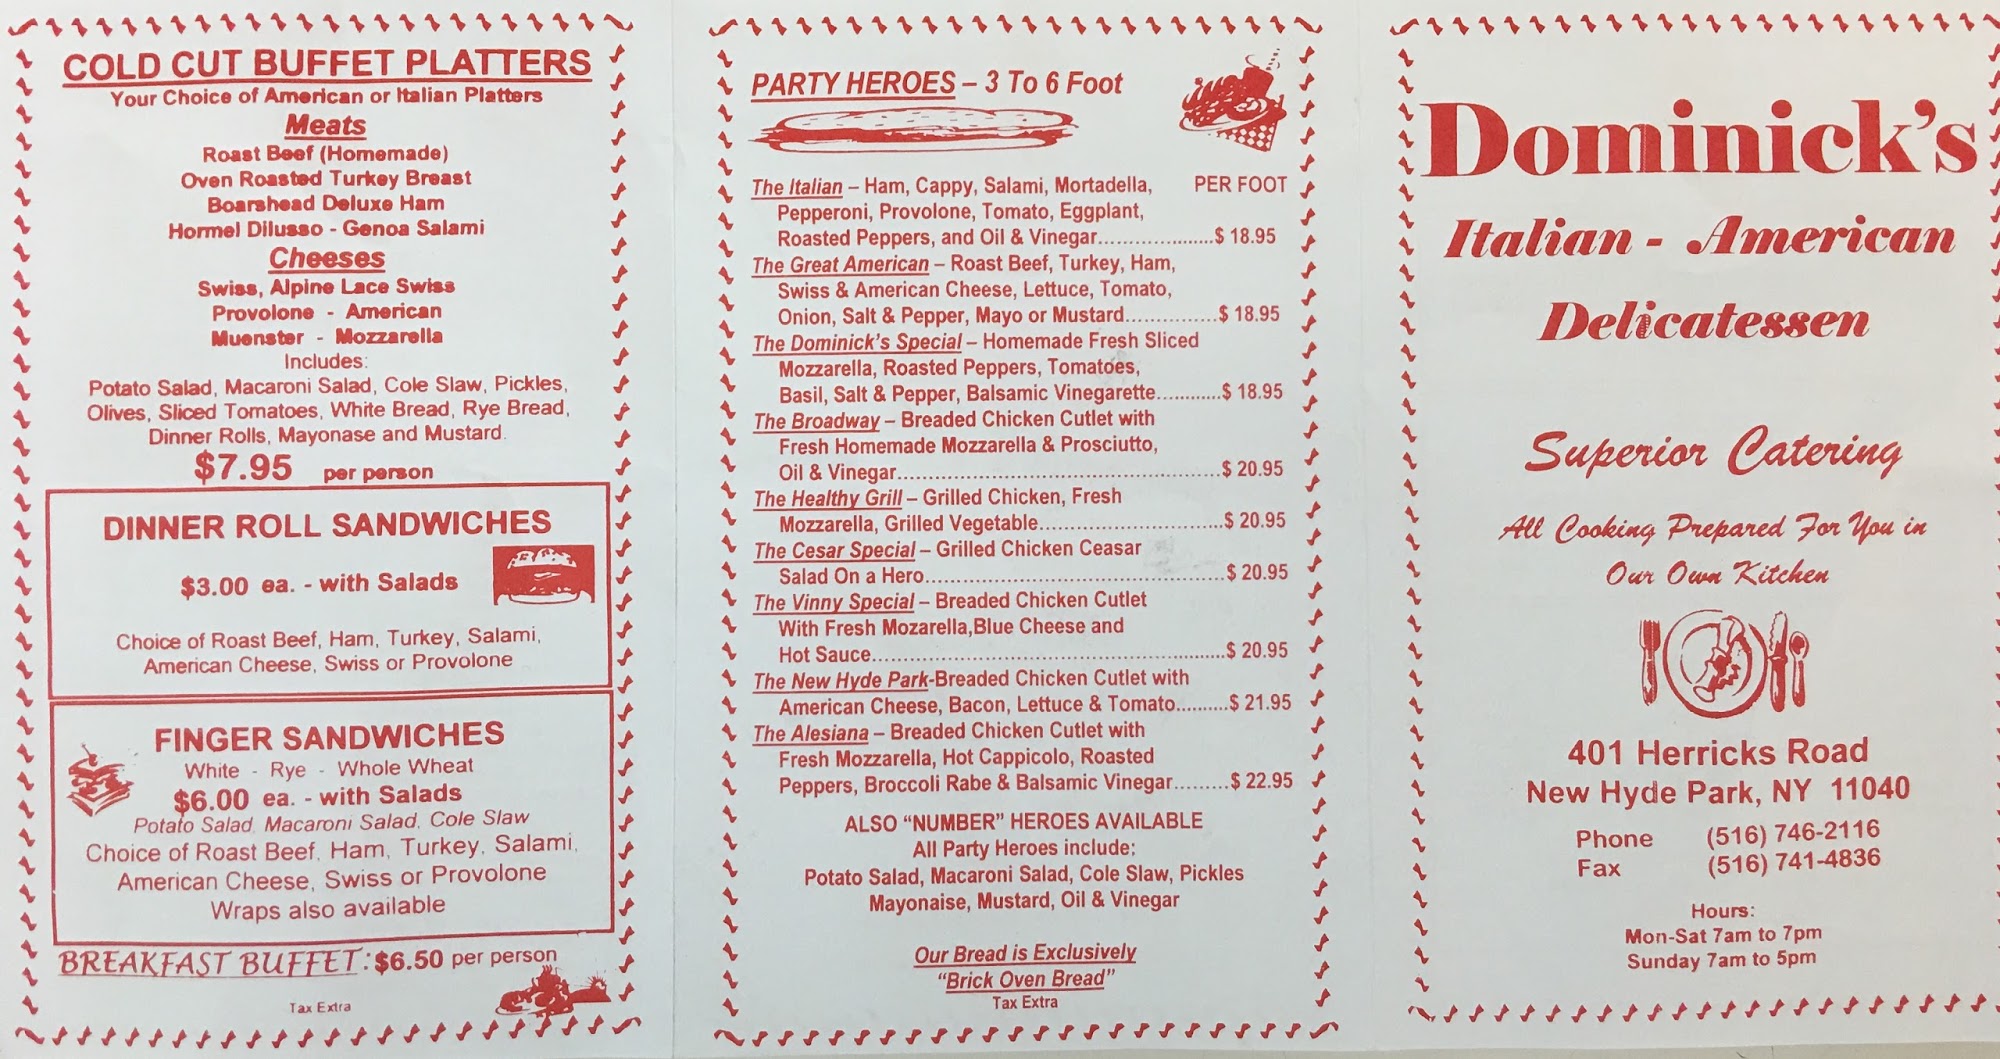 COLD CUT BUFFET PLATTERS
Your Choice of American or Italian Platters
Meats
Roast Beef (Homemade)
Oven Roasted Turkey Breast
Boarshead Deluxe Ham
Hormel Dilusso - Genoa Salami
Cheeses
Swiss, Alpine Lace Swiss
Provolone - American
Muenster - Mozzarella
Includes:
Potato Salad, Macaroni Salad, Cole Slaw, Pickles,
Olives, Sliced Tomatoes, White Bread, Rye Bread,
Dinner Rolls, Mayonase and Mustard.
$7.95 per person
DINNER ROLL SANDWICHES
$3.00 ea. - with Salads
Choice of Roast Beef, Ham, Turkey, Salami,
American Cheese, Swiss or Provolone
FINGER SANDWICHES
White - Rye - Whole Wheat
$6.00 ea. - with Salads
Potato Salad, Macaroni Salad, Cole Slaw
Choice of Roast Beef, Ham, Turkey, Salami,
American Cheese, Swiss or Provolone
Wraps also available
BREAKFAST BUFFET: $6.50 per person
Tax Extra
PARTY HEROES – 3 To 6 Foot
The Italian – Ham, Cappy, Salami, Mortadella, PER FOOT
Pepperoni, Provolone, Tomato, Eggplant,
Roasted Peppers, and Oil & Vinegar....................$ 18.95
The Great American – Roast Beef, Turkey, Ham,
Swiss & American Cheese, Lettuce, Tomato,
Onion, Salt & Pepper, Mayo or Mustard...............$ 18.95
The Dominick's Special – Homemade Fresh Sliced
Mozzarella, Roasted Peppers, Tomatoes,
Basil, Salt & Pepper, Balsamic Vinegarette............$ 18.95
The Broadway – Breaded Chicken Cutlet with
Fresh Homemade Mozzarella & Prosciutto,
Oil & Vinegar......................................................$ 20.95
The Healthy Grill – Grilled Chicken, Fresh
Mozzarella, Grilled Vegetable..............................$ 20.95
The Cesar Special – Grilled Chicken Ceasar
Salad On a Hero..................................................$ 20.95
The Vinny Special – Breaded Chicken Cutlet
With Fresh Mozarella,Blue Cheese and
Hot Sauce...........................................................$ 20.95
The New Hyde Park-Breaded Chicken Cutlet with
American Cheese, Bacon, Lettuce & Tomato..........$ 21.95
The Alesiana – Breaded Chicken Cutlet with
Fresh Mozzarella, Hot Cappicolo, Roasted
Peppers, Broccoli Rabe & Balsamic Vinegar.........$ 22.95
ALSO “NUMBER” HEROES AVAILABLE
All Party Heroes include:
Potato Salad, Macaroni Salad, Cole Slaw, Pickles
Mayonaise, Mustard, Oil & Vinegar
Our Bread is Exclusively
“Brick Oven Bread”
Tax Extra
Dominick's
Italian - American
Delicatessen
Superior Catering
All Cooking Prepared For You in
Our Own Kitchen
401 Herricks Road
New Hyde Park, NY 11040
Phone (516) 746-2116
Fax (516) 741-4836
Hours:
Mon-Sat 7am to 7pm
Sunday 7am to 5pm